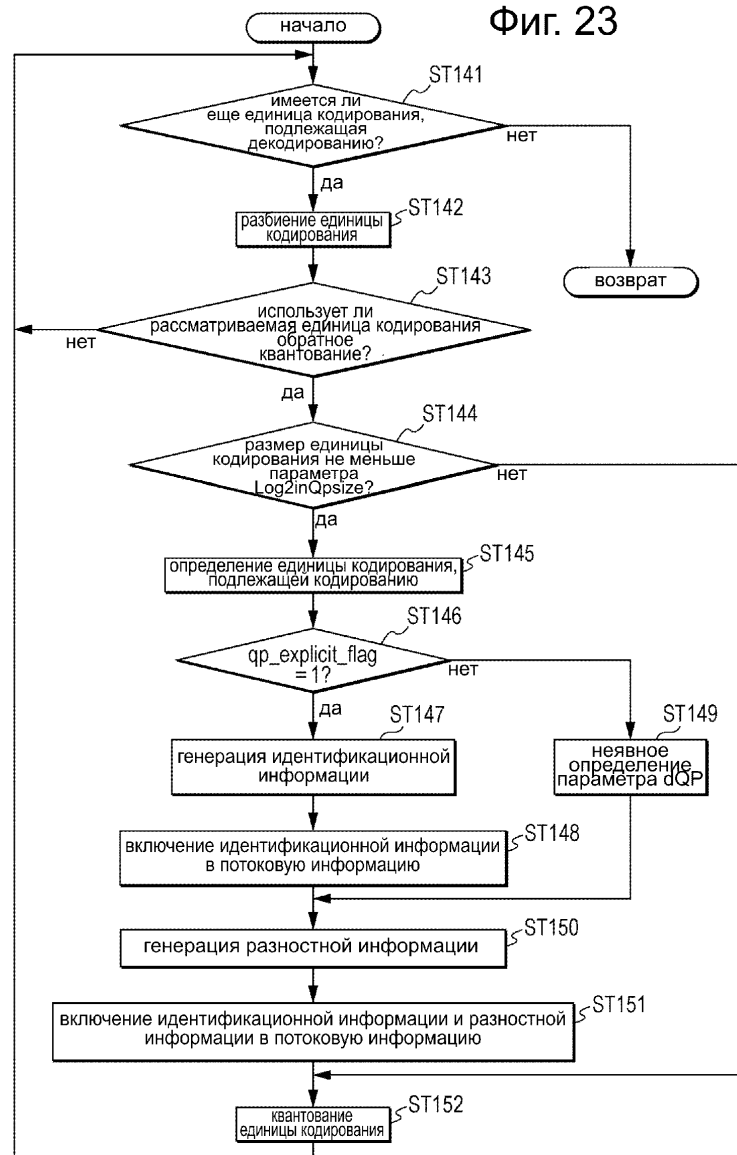 Фиг. 23
начало
ST141
имеется ли
еще единица кодирования,
подлежащая
декодированию?
нет
да
ST142
разбиение единицы
кодирования
возврат
ST143
использует ли
рассматриваемая единица кодирования
обратное
квантование?
нет
да
ST144
размер единицы
кодирования не меньше
параметра
Log2inQpsize?
нет
да
ST145
определение единицы кодирования,
подлежащей кодированию
ST146
qp_explicit_flag
= 1?
нет
да
ST147
генерация идентификационной
информации
ST149
неявное
определение
параметра dQP
ST148
включение идентификационной информации
в потоковую информацию
ST150
генерация разностной информации
ST151
включение идентификационной информации и разностной
информации в потоковую информацию
ST152
квантование
единицы кодирования